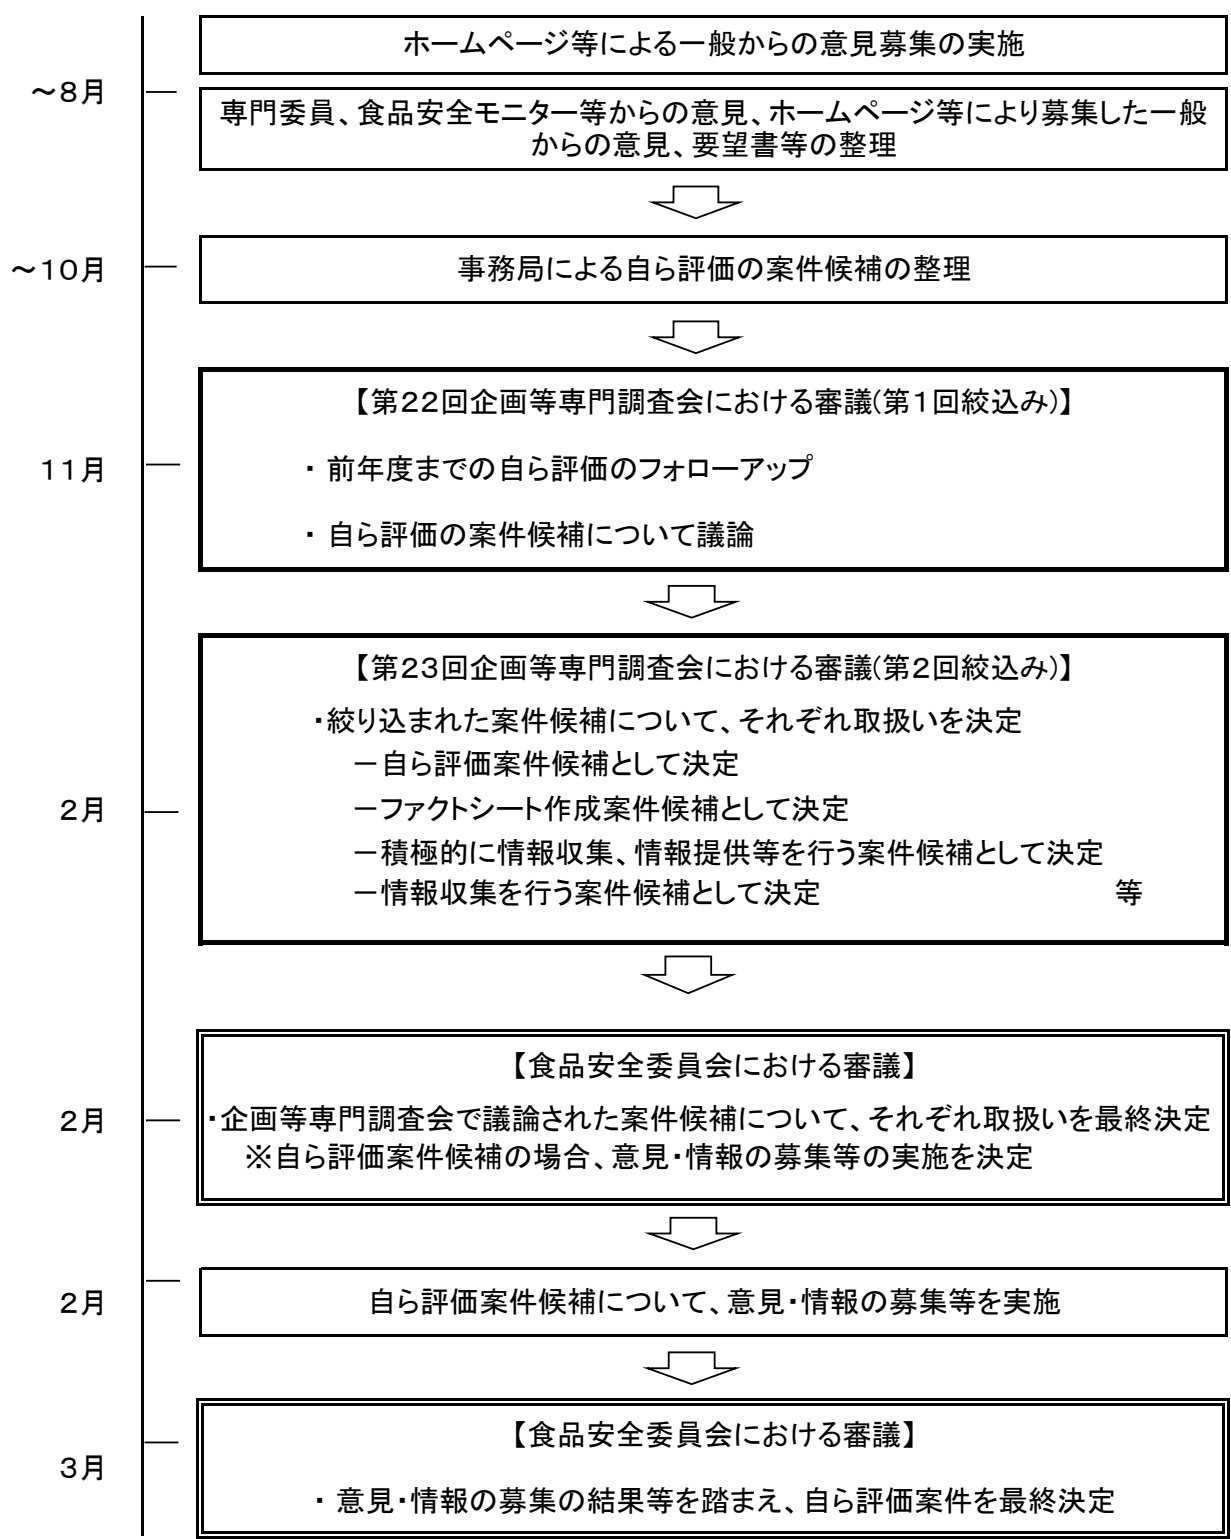 ホームページ等による一般からの意見募集の実施
～８月
専門委員、食品安全モニター等からの意見、ホームページ等により募集した一般
からの意見、要望書等の整理
～１０月
事務局による自ら評価の案件候補の整理
【第２２回企画等専門調査会における審議(第１回絞込み)】
１１月
・ 前年度までの自ら評価のフォローアップ
・ 自ら評価の案件候補について議論
【第２３回企画等専門調査会における審議(第２回絞込み)】
・絞り込まれた案件候補について、それぞれ取扱いを決定
－自ら評価案件候補として決定
２月
－ファクトシート作成案件候補として決定
－積極的に情報収集、情報提供等を行う案件候補として決定
－情報収集を行う案件候補として決定 等
【食品安全委員会における審議】
２月
・企画等専門調査会で議論された案件候補について、それぞれ取扱いを最終決定
※自ら評価案件候補の場合、意見・情報の募集等の実施を決定
２月
自ら評価案件候補について、意見・情報の募集等を実施
【食品安全委員会における審議】
３月
・ 意見・情報の募集の結果等を踏まえ、自ら評価案件を最終決定